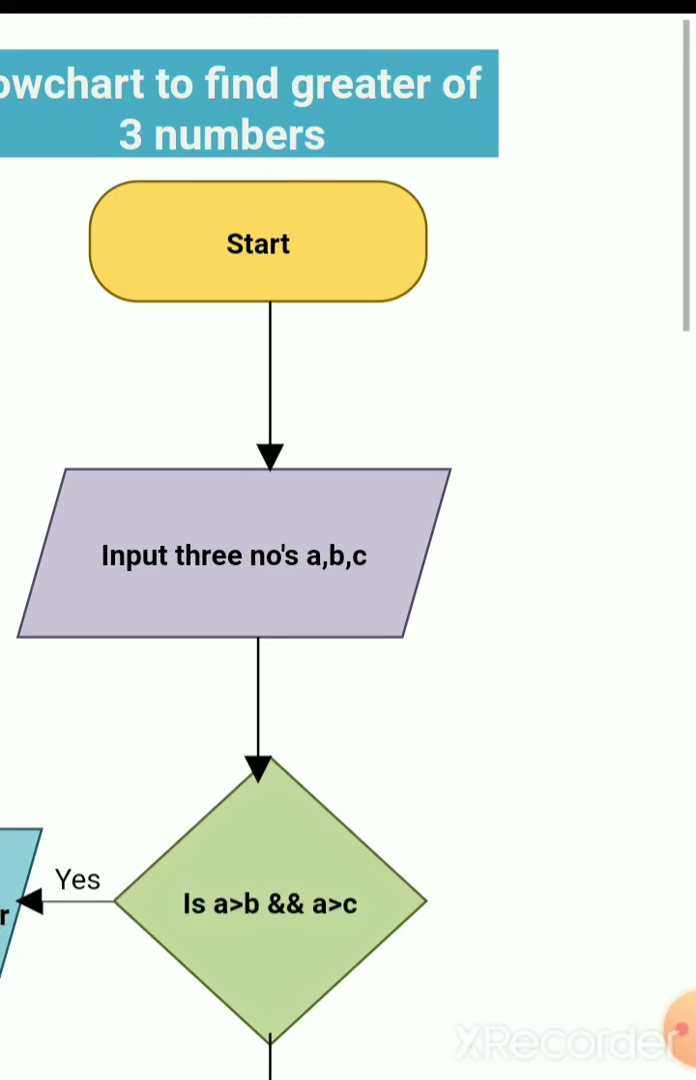 owchart to find greater of
3 numbers
Start
Input three no's a,b,c
Yes
r
Is a>b && a>c
XRecorder